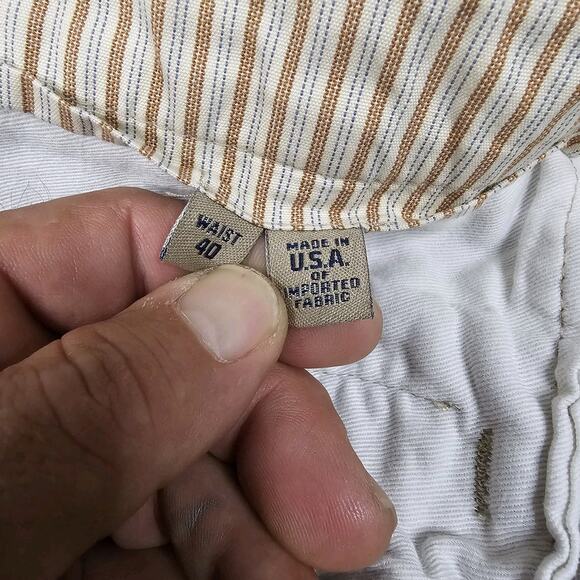 WAIST
40
MADE IN
U.S.A.
OF
IMPORTED
FABRIC